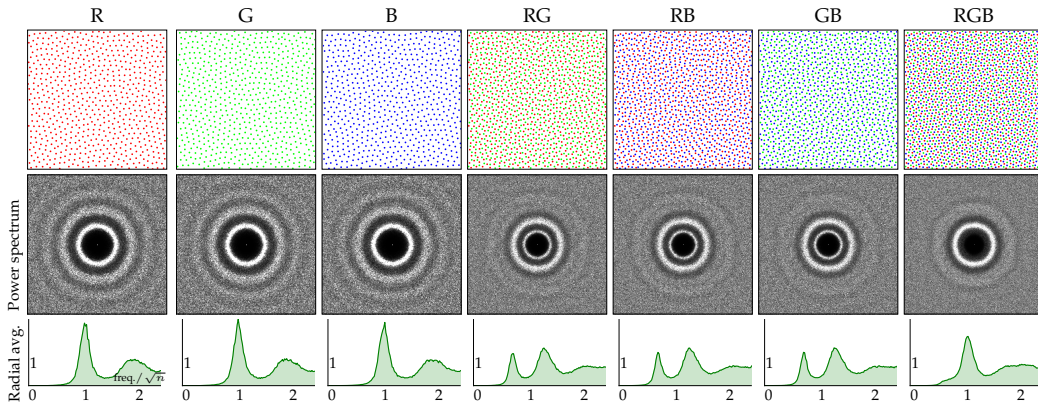 R G B RG RB GB RGB
Power spectrum
Radial avg.
1 1 1 1 1 1 1
freq./√n
0 1 2 0 1 2 0 1 2 0 1 2 0 1 2 0 1 2 0 1 2